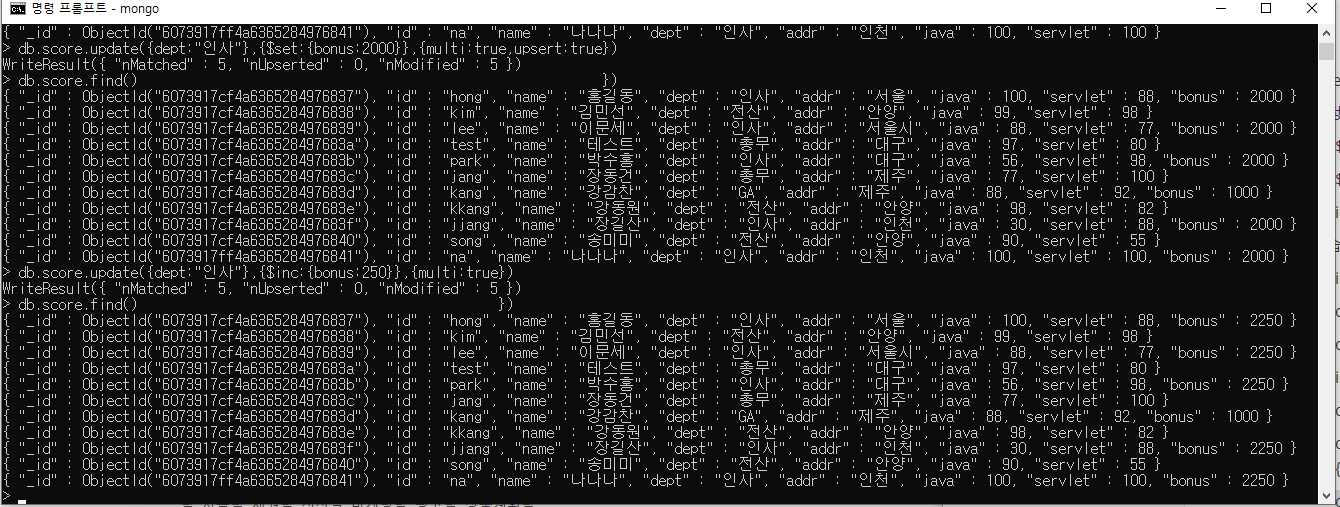 명령 프롬프트 - mongo
{ "_id" : ObjectId("6073917ff4a6365284976841"), "id" : "na", "name" : "나나나", "dept" : "인사", "addr" : "인천", "java" : 100, "servlet" : 100 }
> db.score.update({dept:"인사"},{$set:{bonus:2000}},{multi:true,upsert:true})
WriteResult({ "nMatched" : 5, "nUpserted" : 0, "nModified" : 5 })
> db.score.find() })
{ "_id" : ObjectId("6073917cf4a6365284976837"), "id" : "hong", "name" : "홍길동", "dept" : "인사", "addr" : "서울", "java" : 100, "servlet" : 88, "bonus" : 2000 }
{ "_id" : ObjectId("6073917cf4a6365284976838"), "id" : "kim", "name" : "김민선", "dept" : "전산", "addr" : "안양", "java" : 99, "servlet" : 98 }
{ "_id" : ObjectId("6073917cf4a6365284976839"), "id" : "lee", "name" : "이문세", "dept" : "인사", "addr" : "서울시", "java" : 88, "servlet" : 77, "bonus" : 2000 }
{ "_id" : ObjectId("6073917cf4a636528497683a"), "id" : "test", "name" : "테스트", "dept" : "총무", "addr" : "대구", "java" : 97, "servlet" : 80 }
{ "_id" : ObjectId("6073917cf4a636528497683b"), "id" : "park", "name" : "박수홍", "dept" : "인사", "addr" : "대구", "java" : 56, "servlet" : 98, "bonus" : 2000 }
{ "_id" : ObjectId("6073917cf4a636528497683c"), "id" : "jang", "name" : "장동건", "dept" : "총무", "addr" : "제주", "java" : 77, "servlet" : 100 }
{ "_id" : ObjectId("6073917cf4a636528497683d"), "id" : "kang", "name" : "강감찬", "dept" : "GA", "addr" : "제주", "java" : 88, "servlet" : 92, "bonus" : 1000 }
{ "_id" : ObjectId("6073917cf4a636528497683e"), "id" : "kkang", "name" : "강동원", "dept" : "전산", "addr" : "안양", "java" : 98, "servlet" : 82 }
{ "_id" : ObjectId("6073917cf4a636528497683f"), "id" : "jjang", "name" : "장길산", "dept" : "인사", "addr" : "인천", "java" : 30, "servlet" : 88, "bonus" : 2000 }
{ "_id" : ObjectId("6073917cf4a6365284976840"), "id" : "song", "name" : "송미미", "dept" : "전산", "addr" : "안양", "java" : 90, "servlet" : 55 }
{ "_id" : ObjectId("6073917ff4a6365284976841"), "id" : "na", "name" : "나나나", "dept" : "인사", "addr" : "인천", "java" : 100, "servlet" : 100, "bonus" : 2000 }
> db.score.update({dept:"인사"},{$inc:{bonus:250}},{multi:true})
WriteResult({ "nMatched" : 5, "nUpserted" : 0, "nModified" : 5 })
> db.score.find() })
{ "_id" : ObjectId("6073917cf4a6365284976837"), "id" : "hong", "name" : "홍길동", "dept" : "인사", "addr" : "서울", "java" : 100, "servlet" : 88, "bonus" : 2250 }
{ "_id" : ObjectId("6073917cf4a6365284976838"), "id" : "kim", "name" : "김민선", "dept" : "전산", "addr" : "안양", "java" : 99, "servlet" : 98 }
{ "_id" : ObjectId("6073917cf4a6365284976839"), "id" : "lee", "name" : "이문세", "dept" : "인사", "addr" : "서울시", "java" : 88, "servlet" : 77, "bonus" : 2250 }
{ "_id" : ObjectId("6073917cf4a636528497683a"), "id" : "test", "name" : "테스트", "dept" : "총무", "addr" : "대구", "java" : 97, "servlet" : 80 }
{ "_id" : ObjectId("6073917cf4a636528497683b"), "id" : "park", "name" : "박수홍", "dept" : "인사", "addr" : "대구", "java" : 56, "servlet" : 98, "bonus" : 2250 }
{ "_id" : ObjectId("6073917cf4a636528497683c"), "id" : "jang", "name" : "장동건", "dept" : "총무", "addr" : "제주", "java" : 77, "servlet" : 100 }
{ "_id" : ObjectId("6073917cf4a636528497683d"), "id" : "kang", "name" : "강감찬", "dept" : "GA", "addr" : "제주", "java" : 88, "servlet" : 92, "bonus" : 1000 }
{ "_id" : ObjectId("6073917cf4a636528497683e"), "id" : "kkang", "name" : "강동원", "dept" : "전산", "addr" : "안양", "java" : 98, "servlet" : 82 }
{ "_id" : ObjectId("6073917cf4a636528497683f"), "id" : "jjang", "name" : "장길산", "dept" : "인사", "addr" : "인천", "java" : 30, "servlet" : 88, "bonus" : 2250 }
{ "_id" : ObjectId("6073917cf4a6365284976840"), "id" : "song", "name" : "송미미", "dept" : "전산", "addr" : "안양", "java" : 90, "servlet" : 55 }
{ "_id" : ObjectId("6073917ff4a6365284976841"), "id" : "na", "name" : "나나나", "dept" : "인사", "addr" : "인천", "java" : 100, "servlet" : 100, "bonus" : 2250 }
>